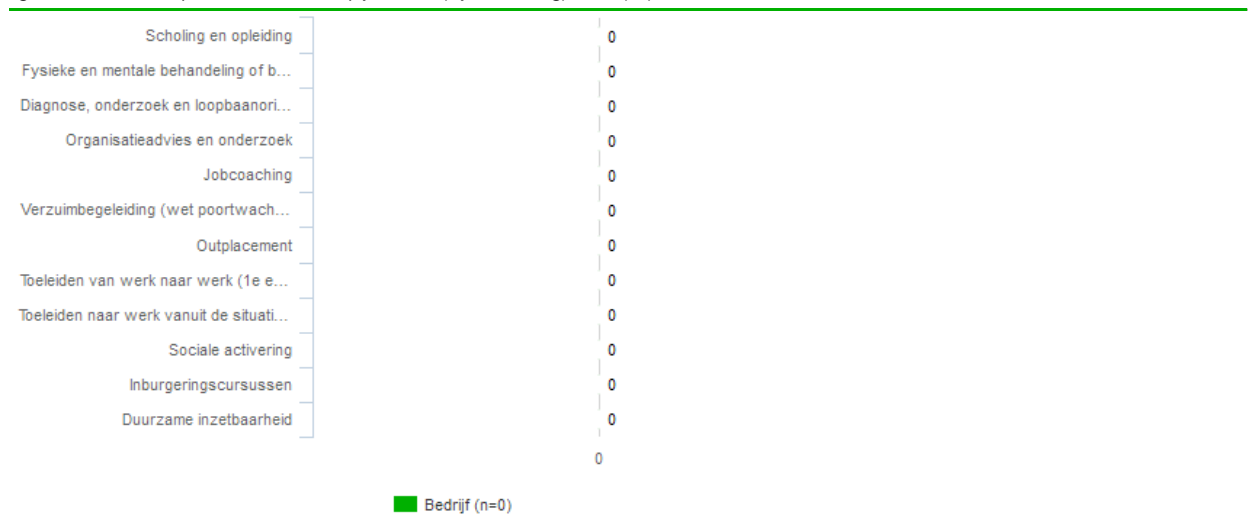 Scholing en opleiding 0
Fysieke en mentale behandeling of b... 0
Diagnose, onderzoek en loopbaanori... 0
Organisatieadvies en onderzoek 0
Jobcoaching 0
Verzuimbegeleiding (wet poortwach... 0
Outplacement 0
Toeleiden van werk naar werk (1e e... 0
Toeleiden naar werk vanuit de situati... 0
Sociale activering 0
Inburgeringscursussen 0
Duurzame inzetbaarheid 0
0
Bedrijf (n=0)